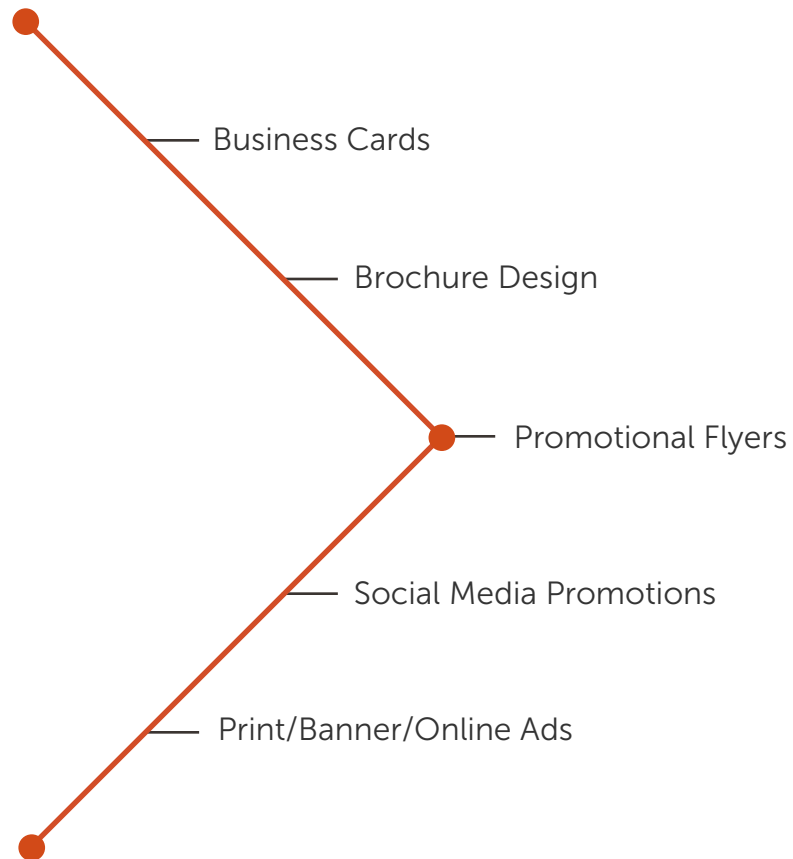 Business Cards
Brochure Design
Promotional Flyers
Social Media Promotions
Print/Banner/Online Ads